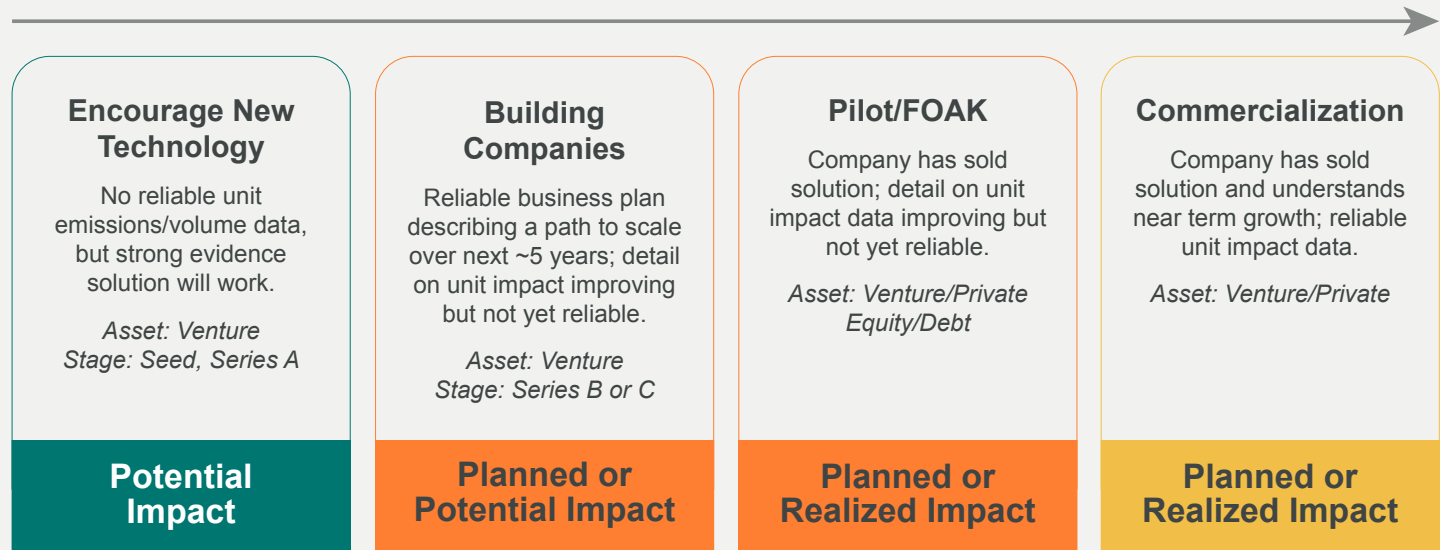 Encourage New
Technology
No reliable unit
emissions/volume data,
but strong evidence
solution will work.
Asset: Venture
Stage: Seed, Series A
Potential
Impact
Building
Companies
Reliable business plan
describing a path to scale
over next ~5 years; detail
on unit impact improving
but not yet reliable.
Asset: Venture
Stage: Series B or C
Planned or
Potential Impact
Pilot/FOAK
Company has sold
solution; detail on unit
impact data improving but
not yet reliable.
Asset: Venture/Private
Equity/Debt
Planned or
Realized Impact
Commercialization
Company has sold
solution and understands
near term growth; reliable
unit impact data.
Asset: Venture/Private
Planned or
Realized Impact